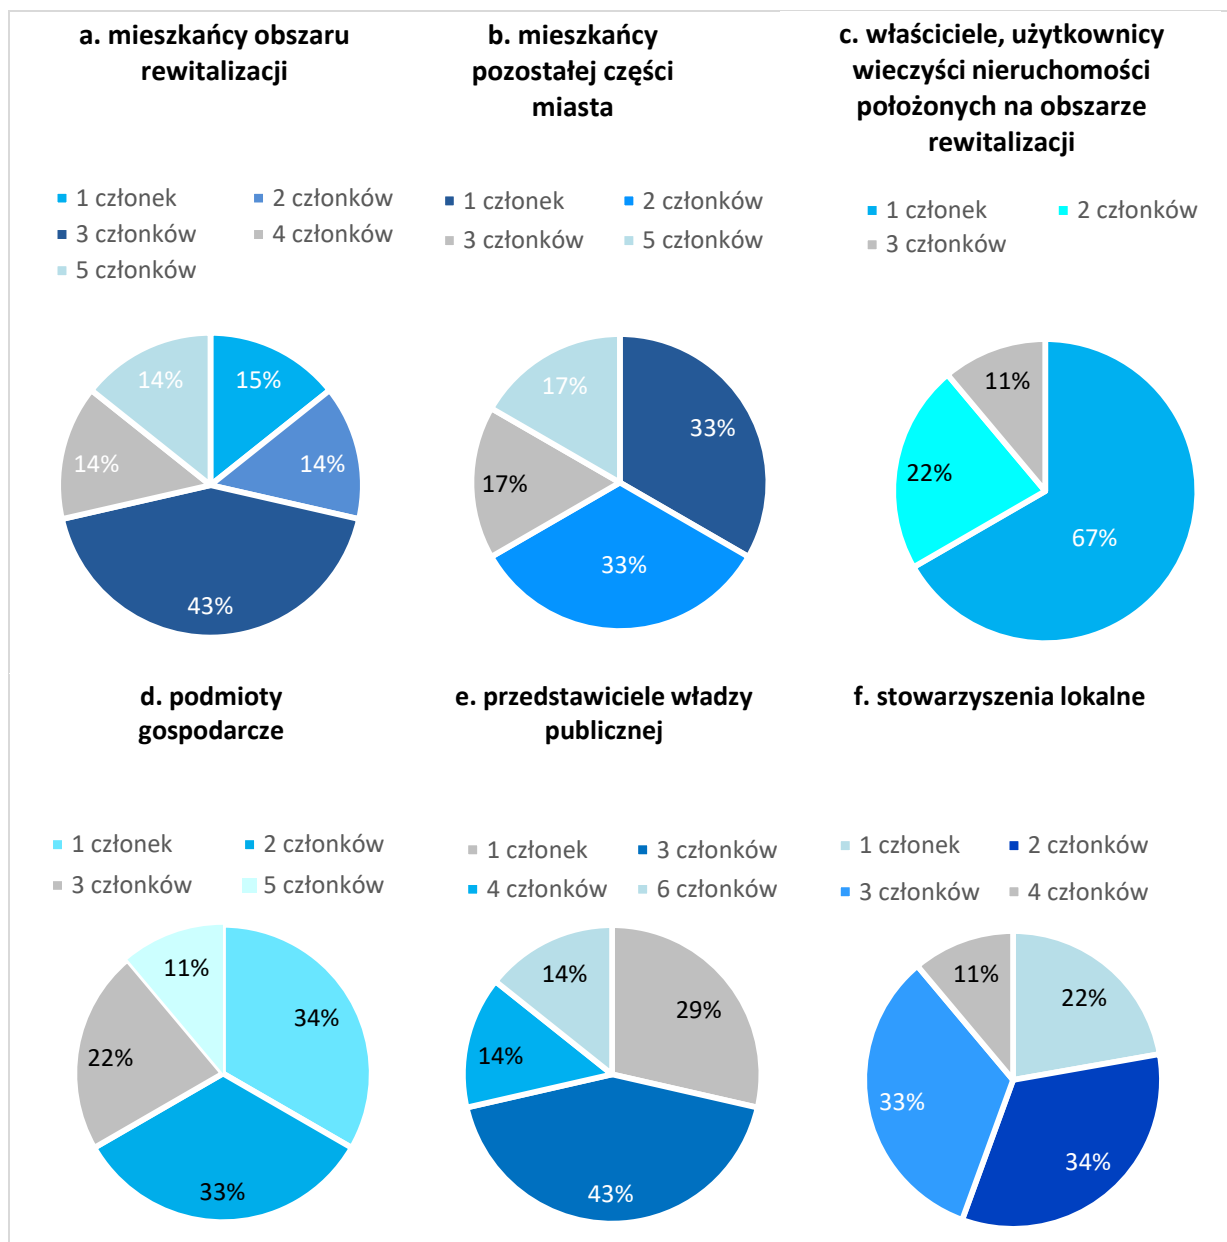 a. mieszkańcy obszaru
rewitalizacji
1 członek
2 członków
3 członków
4 członków
5 członków
15%
14%
43%
14%
14%
b. mieszkańcy
pozostałej części
miasta
1 członek
2 członków
3 członków
5 członków
33%
33%
17%
17%
c. właściciele, użytkownicy
wieczyści nieruchomości
położonych na obszarze
rewitalizacji
1 członek
2 członków
3 członków
67%
22%
11%
d. podmioty
gospodarcze
1 członek
2 członków
3 członków
5 członków
34%
33%
22%
11%
e. przedstawiciele władzy
publicznej
1 członek
3 członków
4 członków
6 członków
29%
43%
14%
14%
f. stowarzyszenia lokalne
1 członek
2 członków
3 członków
4 członków
22%
34%
33%
11%